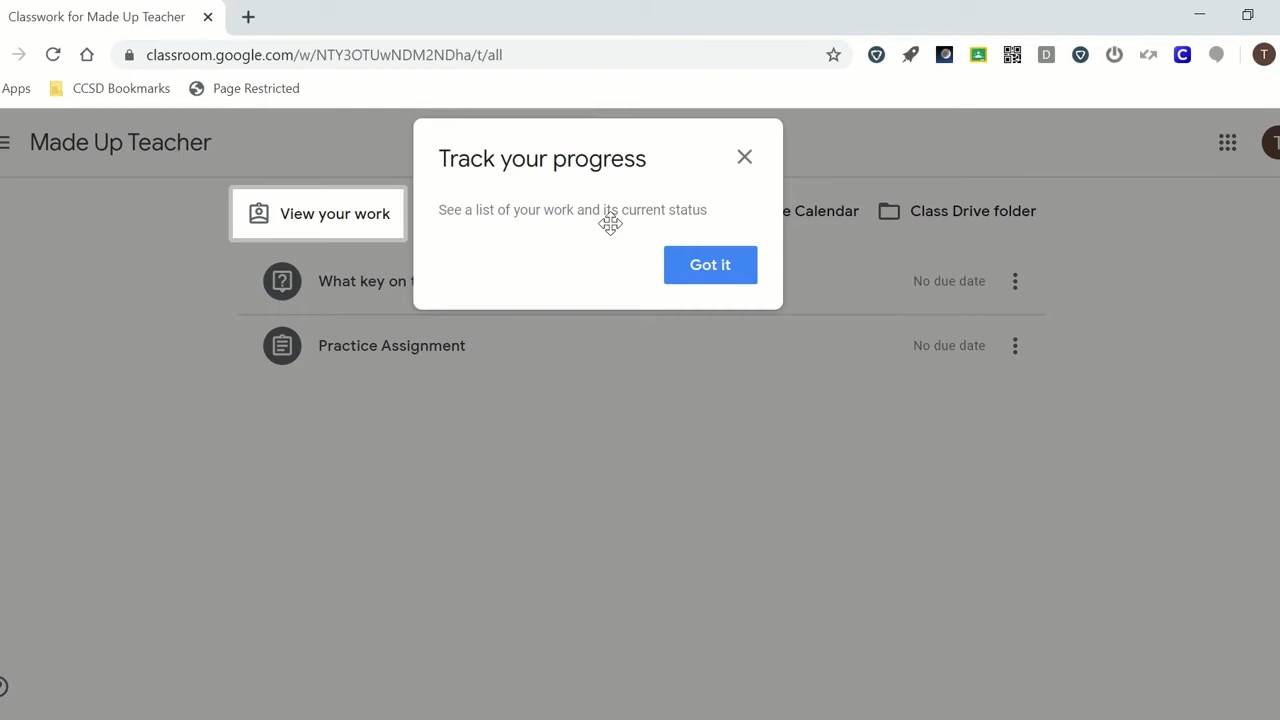 Classwork for Made Up Teacher
classroom.google.com/w/NTY3OTUwNDM2NDha/t/all
T
Apps
CCSD Bookmarks
Page Restricted
Made Up Teacher
Track your progress
See a list of your work and its current status
Got it
View your work
Calendar
Class Drive folder
What key on
No due date
Practice Assignment
No due date